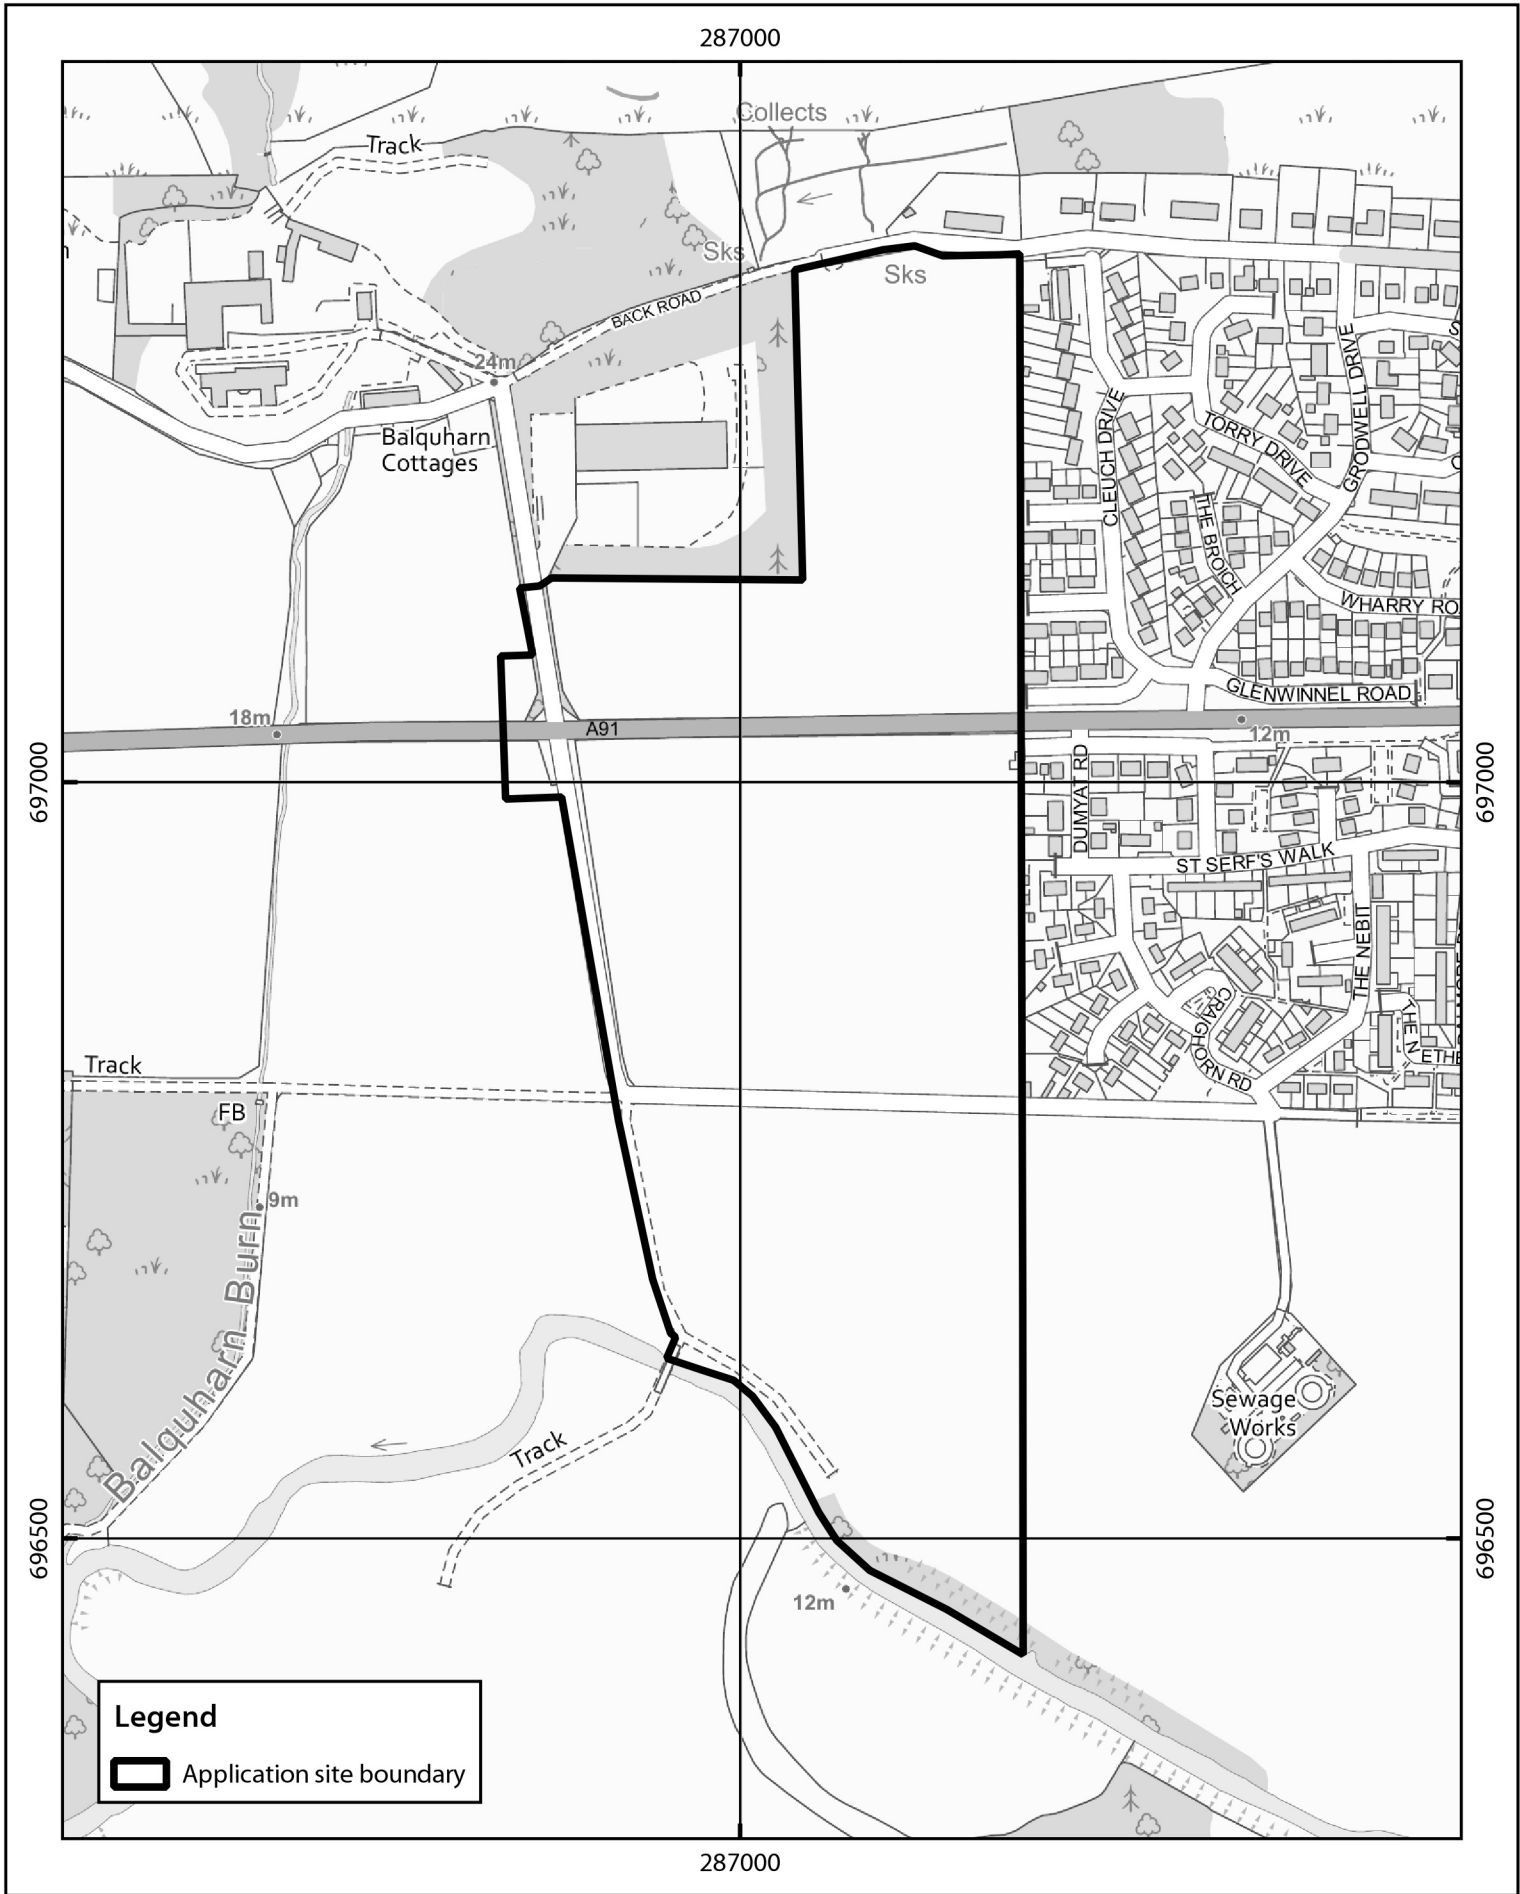 287000
Collects
Track
Sks
Sks
BACK ROAD
24m
Balquharn
Cottages
CLEUCH DRIVE
TORRY DRIVE
GRODWELL DRIVE
THE BROICH
WHARRY RO
GLENWINNEL ROAD
18m
A91
12m
697000
697000
DUMYAT RD
ST SERF'S WALK
THE NEBIT
CRAIGHORN RD
THE N
ETHE
Track
FB
9m
Balquharn Burn
Track
Sewage
Works
696500
696500
12m
Legend
Application site boundary
287000